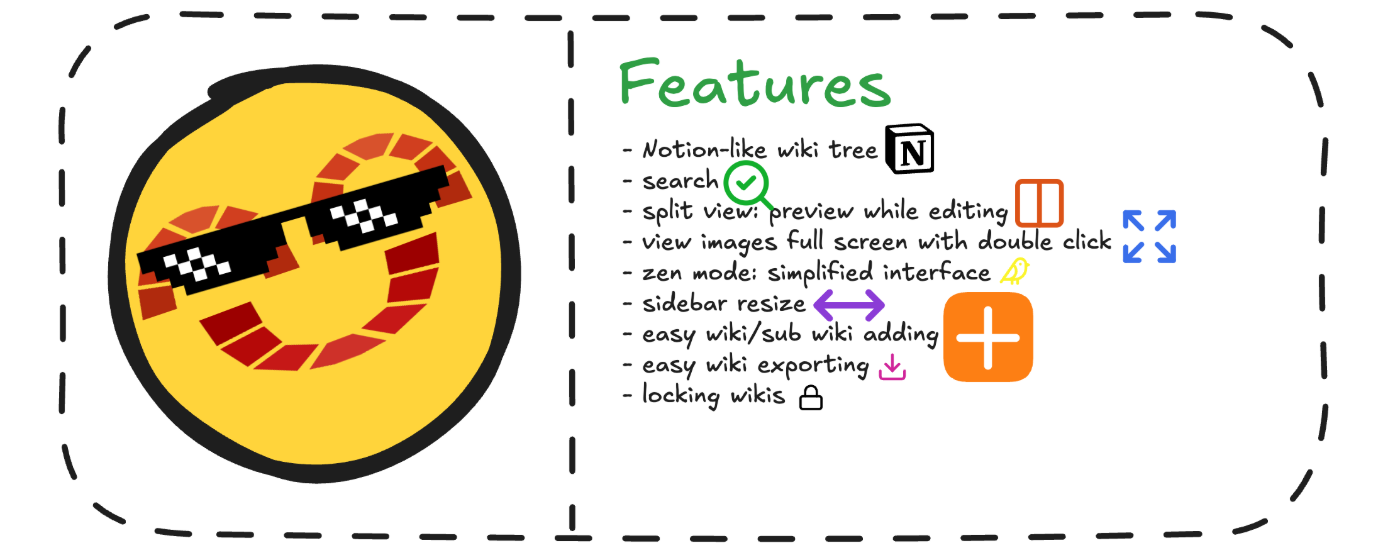 Features
- Notion-like wiki tree N
- search
- split view: preview while editing
- view images full screen with double click
- zen mode: simplified interface
- sidebar resize
- easy wiki/sub wiki adding
- easy wiki exporting
- locking wikis